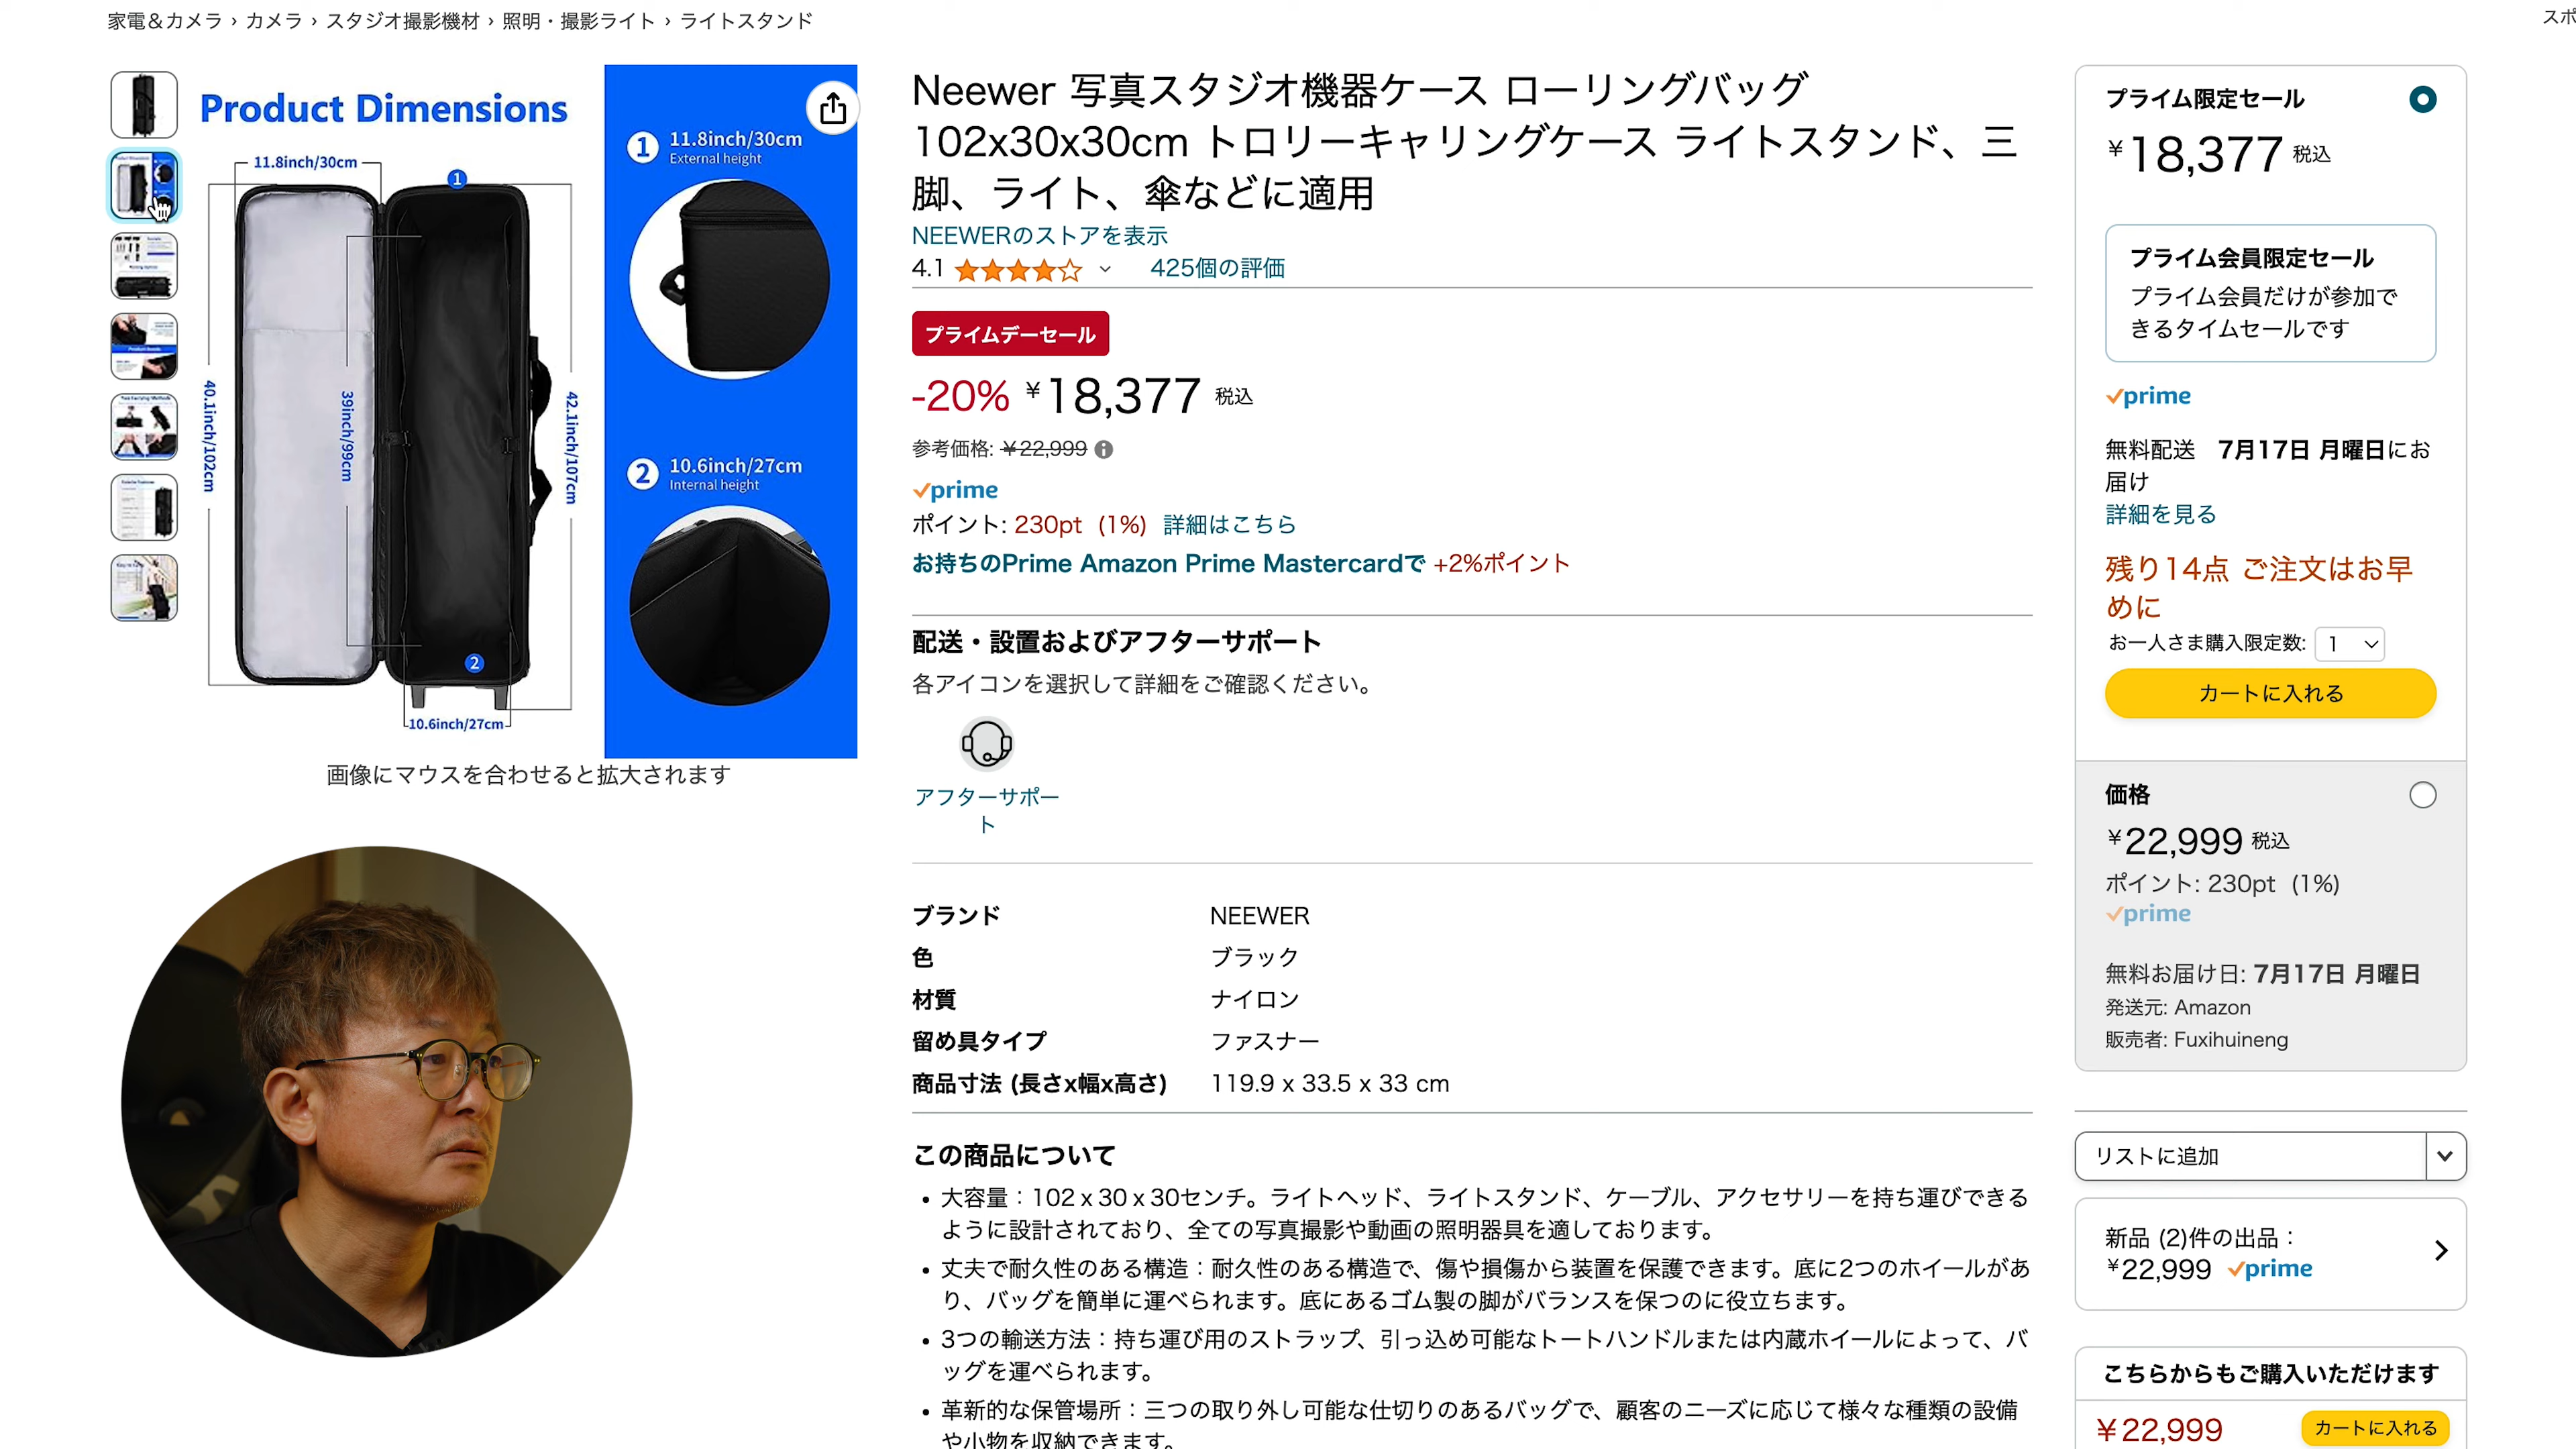 家電＆カメラ › カメラ › スタジオ撮影機材 › 照明・撮影ライト › ライトスタンド
スポ
Product Dimensions
11.8inch/30cm
1
40.1inch/102cm
39inch/99cm
42.1inch/107cm
2
10.6inch/27cm
1 11.8inch/30cm
External height
2 10.6inch/27cm
Internal height
画像にマウスを合わせると拡大されます
Neewer 写真スタジオ機器ケース ローリングバッグ
102x30x30cm トロリーキャリングケース ライトスタンド、三
脚、ライト、傘などに適用
NEEWERのストアを表示
4.1 425個の評価
プライムデーセール
-20% ￥18,377 税込
参考価格: ￥22,999
prime
ポイント: 230pt (1%) 詳細はこちら
お持ちのPrime Amazon Prime Mastercardで +2%ポイント
配送・設置およびアフターサポート
各アイコンを選択して詳細をご確認ください。
アフターサポー
ト
ブランド NEEWER
色 ブラック
材質 ナイロン
留め具タイプ ファスナー
商品寸法 (長さx幅x高さ) 119.9 x 33.5 x 33 cm
この商品について
• 大容量：102 x 30 x 30センチ。ライトヘッド、ライトスタンド、ケーブル、アクセサリーを持ち運びできる
ように設計されており、全ての写真撮影や動画の照明器具を適しております。
• 丈夫で耐久性のある構造：耐久性のある構造で、傷や損傷から装置を保護できます。底に2つのホイールがあ
り、バッグを簡単に運べられます。底にあるゴム製の脚がバランスを保つのに役立ちます。
• 3つの輸送方法：持ち運び用のストラップ、引っ込め可能なトートハンドルまたは内蔵ホイールによって、バ
ッグを運べられます。
• 革新的な保管場所：三つの取り外し可能な仕切りのあるバッグで、顧客のニーズに応じて様々な種類の設備
や小物を収納できます。
プライム限定セール
￥18,377 税込
プライム会員限定セール
プライム会員だけが参加で
きるタイムセールです
prime
無料配送 7月17日 月曜日にお
届け
詳細を見る
残り14点 ご注文はお早
めに
お一人さま購入限定数: 1
カートに入れる
価格
￥22,999 税込
ポイント: 230pt (1%)
prime
無料お届け日: 7月17日 月曜日
発送元: Amazon
販売者: Fuxihuineng
リストに追加
新品 (2)件の出品：
￥22,999 prime
こちらからもご購入いただけます
￥22,999 カートに入れる